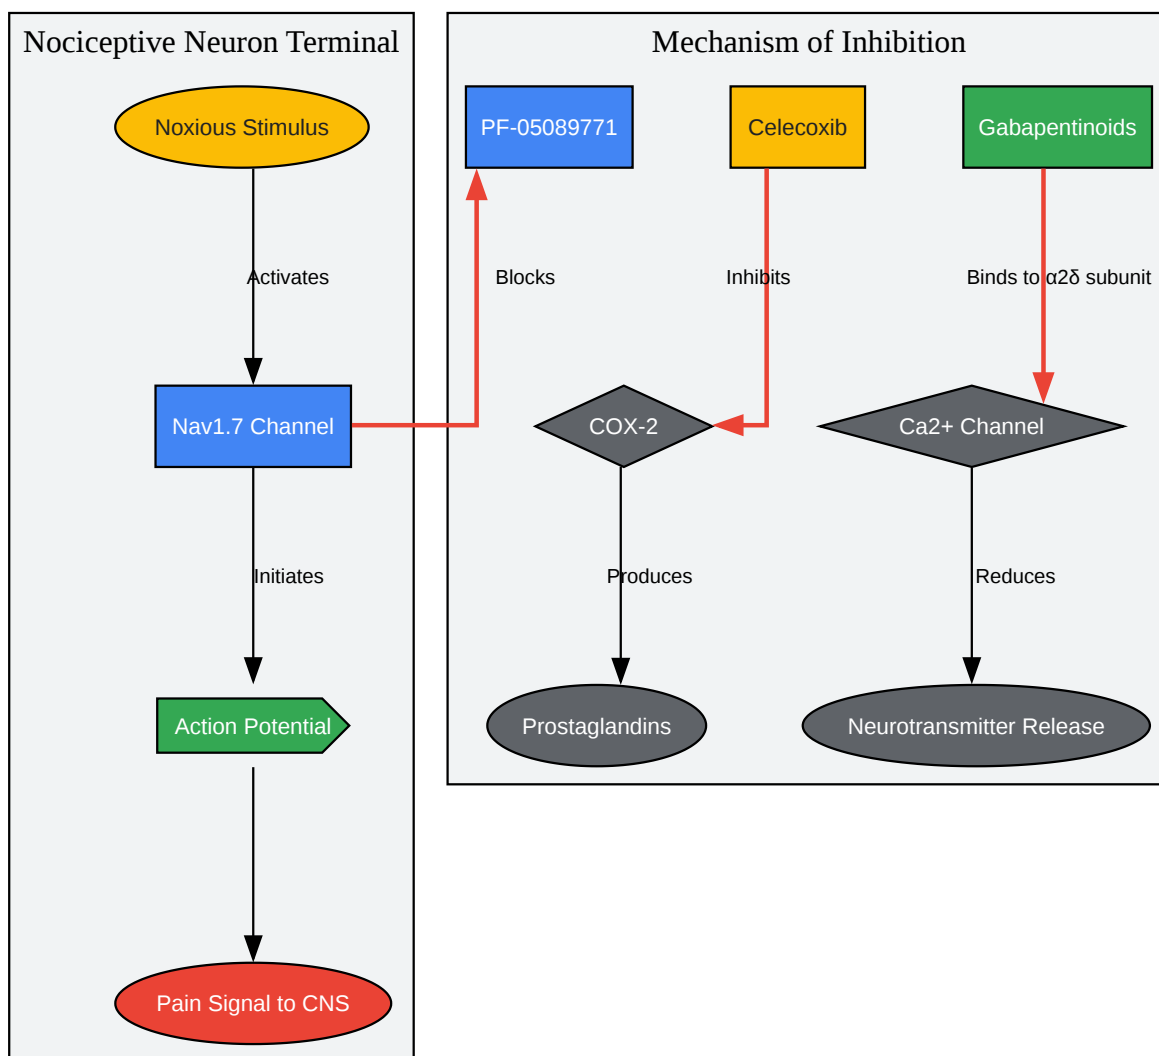 Nociceptive Neuron Terminal
Noxious Stimulus
Activates
Nav1.7 Channel
Initiates
Action Potential
Pain Signal to CNS
Mechanism of Inhibition
PF-05089771
Celecoxib
Gabapentinoids
Blocks
Inhibits
Binds to α2δ subunit
COX-2
Ca2+ Channel
Produces
Reduces
Prostaglandins
Neurotransmitter Release